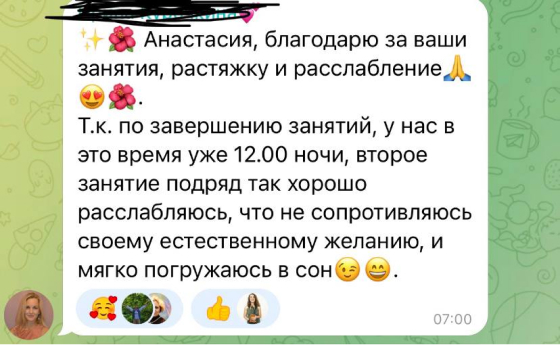 ✨🌺 Анастасия, благодарю за ваши
занятия, растяжку и расслабление🙏
😍🌺.
Т.к. по завершению занятий, у нас в
это время уже 12.00 ночи, второе
занятие подряд так хорошо
расслабляюсь, что не сопротивляюсь
своему естественному желанию, и
мягко погружаюсь в сон😉😄.
07:00